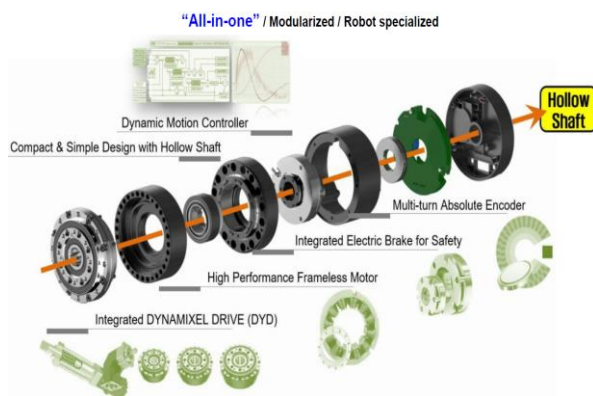 “All-in-one” / Modularized / Robot specialized
Hollow
Shaft
Dynamic Motion Controller
Compact & Simple Design with Hollow Shaft
Multi-turn Absolute Encoder
Integrated Electric Brake for Safety
High Performance Frameless Motor
Integrated DYNAMIXEL DRIVE (DYD)